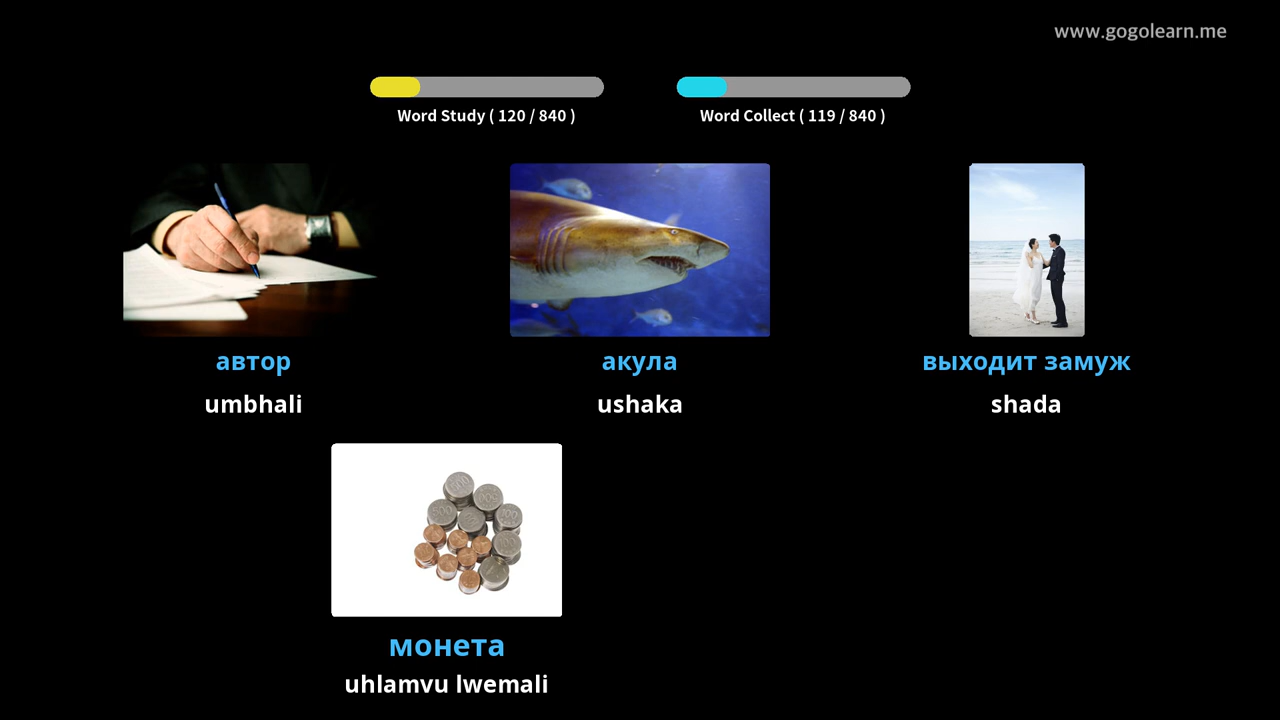 www.gogolearn.me
Word Study ( 120 / 840 )
Word Collect ( 119 / 840 )
автор
акула
выходит замуж
umbhali
ushaka
shada
монета
uhlamvu lwemali